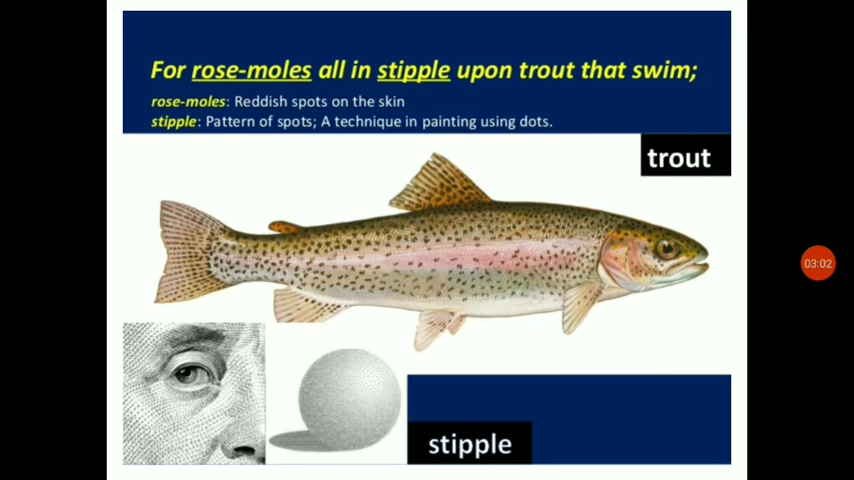 For rose-moles all in stipple upon trout that swim;
rose-moles: Reddish spots on the skin
stipple: Pattern of spots; A technique in painting using dots.
trout
03:02
stipple